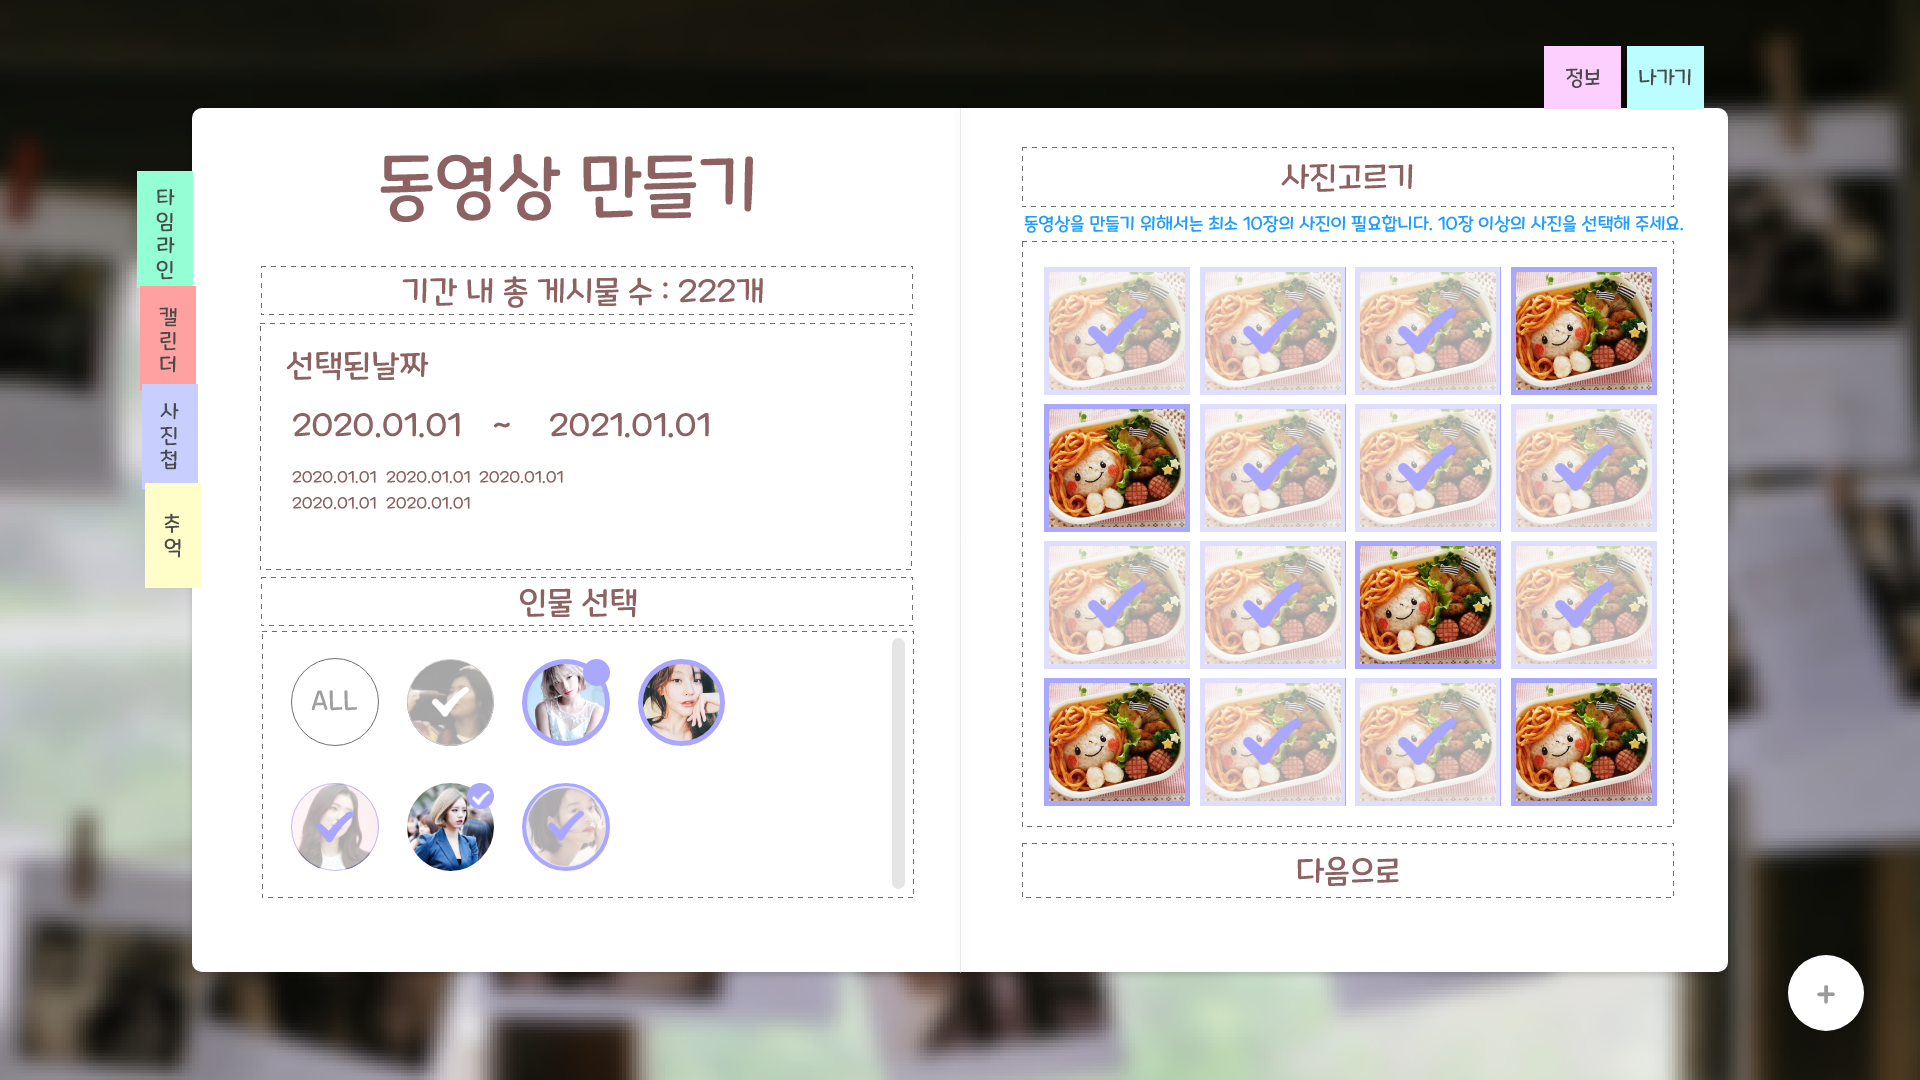 정보
나가기
타임라인
캘린더
사진첩
추억
동영상 만들기
기간 내 총 게시물 수 : 222개
선택된날짜
2020.01.01 ~ 2021.01.01
2020.01.01 2020.01.01 2020.01.01
2020.01.01 2020.01.01
인물 선택
ALL
사진고르기
동영상을 만들기 위해서는 최소 10장의 사진이 필요합니다. 10장 이상의 사진을 선택해 주세요.
다음으로
+